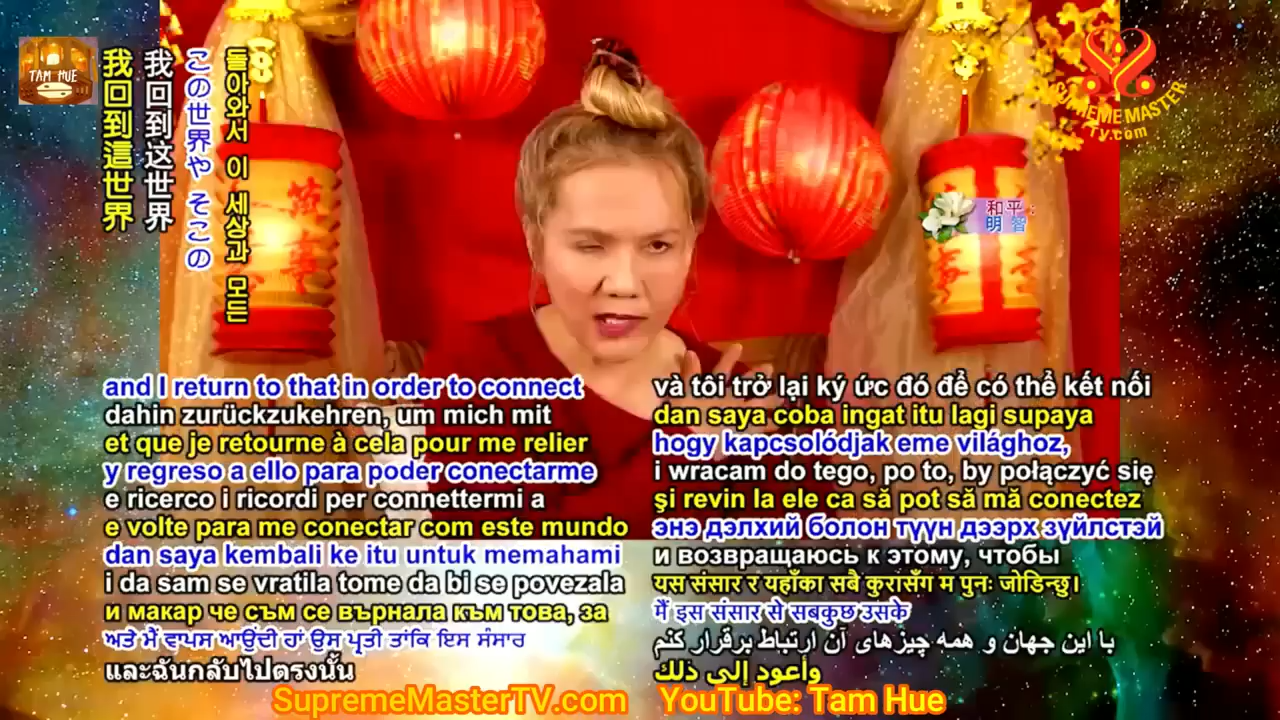 TAM HUE
我回到這世界
我回到这世界
この世界や そこの
돌아와서 이 세상과 모든
SUPREME MASTER
TV.com
和平:
明智
and I return to that in order to connect
dahin zurückzukehren, um mich mit
et que je retourne à cela pour me relier
y regreso a ello para poder conectarme
e ricerco i ricordi per connettermi a
e volte para me conectar com este mundo
dan saya kembali ke itu untuk memahami
i da sam se vratila tome da bi se povezala
и макар че съм се върнала към това, за
ਅਤੇ ਮੈਂ ਵਾਪਸ ਆਉਂਦੀ ਹਾਂ ਉਸ ਪ੍ਰਤੀ ਤਾਂਕਿ ਇਸ ਸੰਸਾਰ
และฉันกลับไปตรงนั้น
và tôi trở lại ký ức đó để có thể kết nối
dan saya coba ingat itu lagi supaya
hogy kapcsolódjak eme világhoz,
i wracam do tego, po to, by połączyć się
şi revin la ele ca să pot să mă conectez
энэ дэлхий болон түүн дээрх зүйлстэй
и возвращаюсь к этому, чтобы
यस संसार र यहाँका सबै कुरासँग म पुनः जोडिन्छु।
मैं इस संसार से सबकुछ उसके
با این جهان و همه چیزهای آن ارتباط برقرار کنم
وأعود إلى ذلك
SupremeMasterTV.com YouTube: Tam Hue